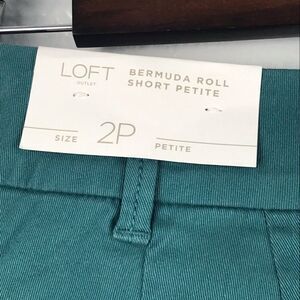 LOFT
OUTLET
BERMUDA ROLL
SHORT PETITE
SIZE 2P PETITE